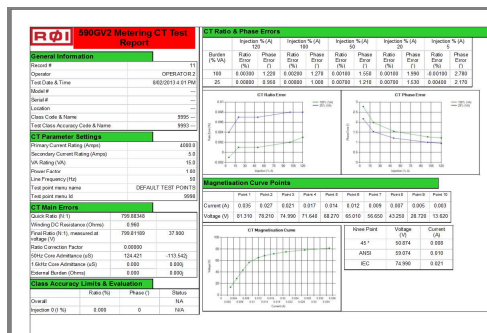 RØI
590GV2 Metering CT Test Report
General Information
Record # 11
Operator OPERATOR 2
Test Date & Time 8/02/2013 4:01 PM
Model # ---
Serial # ---
Location ---
Class Code & Name 9995 ---
Test Class Accuracy Code & Name 9993 ---
CT Parameter Settings
Primary Current Rating (Amps) 4000.0
Secondary Current Rating (Amps) 5.0
VA Rating (VA) 15.0
Power Factor 1.00
Line Frequency (Hz) 50
Test point menu name DEFAULT TEST POINTS
Test point menu id 9998
CT Main Errors
Quick Ratio (N:1) 799.88348
Winding DC Resistance (Ohms) 0.960
Final Ratio (N:1), measured at voltage (V) 799.81189 37.900
Ratio Correction Factor 0.00000
50Hz Core Admittance (uS) 124.421 -113.542j
1.6Hz Core Admittance (uS) 0.000 0.000j
External Burden (Ohms) 0.000 0.000j
Class Accuracy Limits & Evaluation
Ratio (%) Phase (') Status
Overall NA
Injection 0 (I %) 0.000 0 N/A
CT Ratio & Phase Errors
Injection % (A) 120 Injection % (A) 100 Injection % (A) 50 Injection % (A) 20 Injection % (A) 5
Burden (% VA) Ratio Error (%) Phase Error (') Ratio Error (%) Phase Error (') Ratio Error (%) Phase Error (') Ratio Error (%) Phase Error (') Ratio Error (%) Phase Error (')
100 0.00300 1.220 0.00200 1.270 0.00100 1.550 0.00100 1.990 -0.00100 2.780
25 0.00800 0.950 0.00800 1.000 0.00700 1.210 0.00700 1.530 0.00400 2.170
CT Ratio Error
CT Phase Error
Magnetisation Curve Points
Point 1 Point 2 Point 3 Point 4 Point 5 Point 6 Point 7 Point 8 Point 9 Point 10
Current (A) 0.035 0.027 0.021 0.017 0.014 0.012 0.009 0.007 0.005 0.003
Voltage (V) 81.310 78.210 74.990 71.640 68.270 65.010 56.650 43.250 28.720 13.620
CT Magnetisation Curve
Knee Point Voltage (V) Current (A)
45 ° 50.874 0.008
ANSI 59.074 0.010
IEC 74.990 0.021